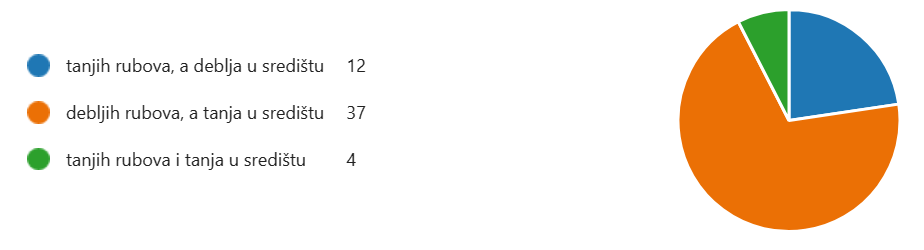 tanjih rubova, a deblja u središtu 12
debljih rubova, a tanja u središtu 37
tanjih rubova i tanja u središtu 4